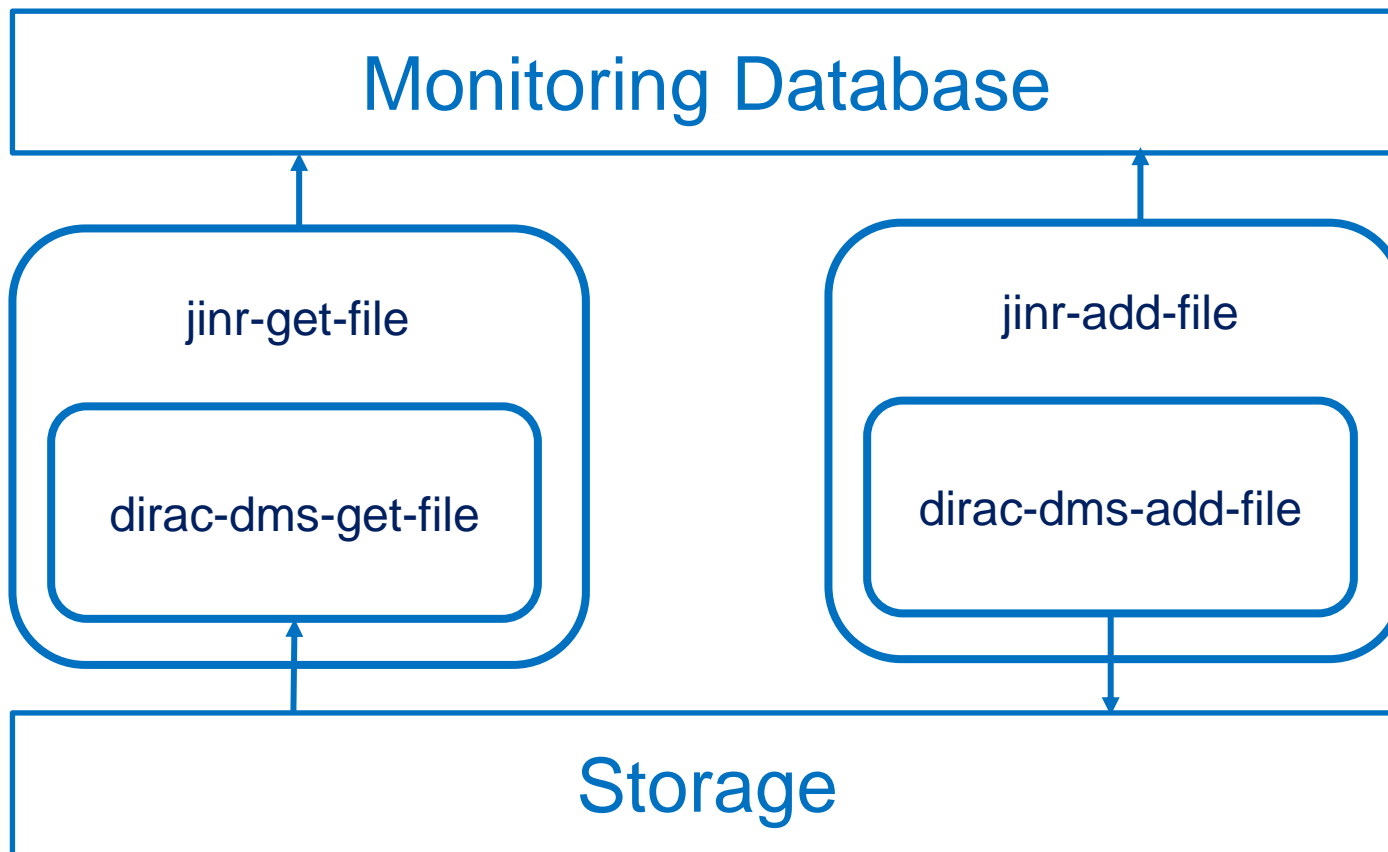 Monitoring Database
jinr-get-file
jinr-add-file
dirac-dms-get-file
dirac-dms-add-file
Storage